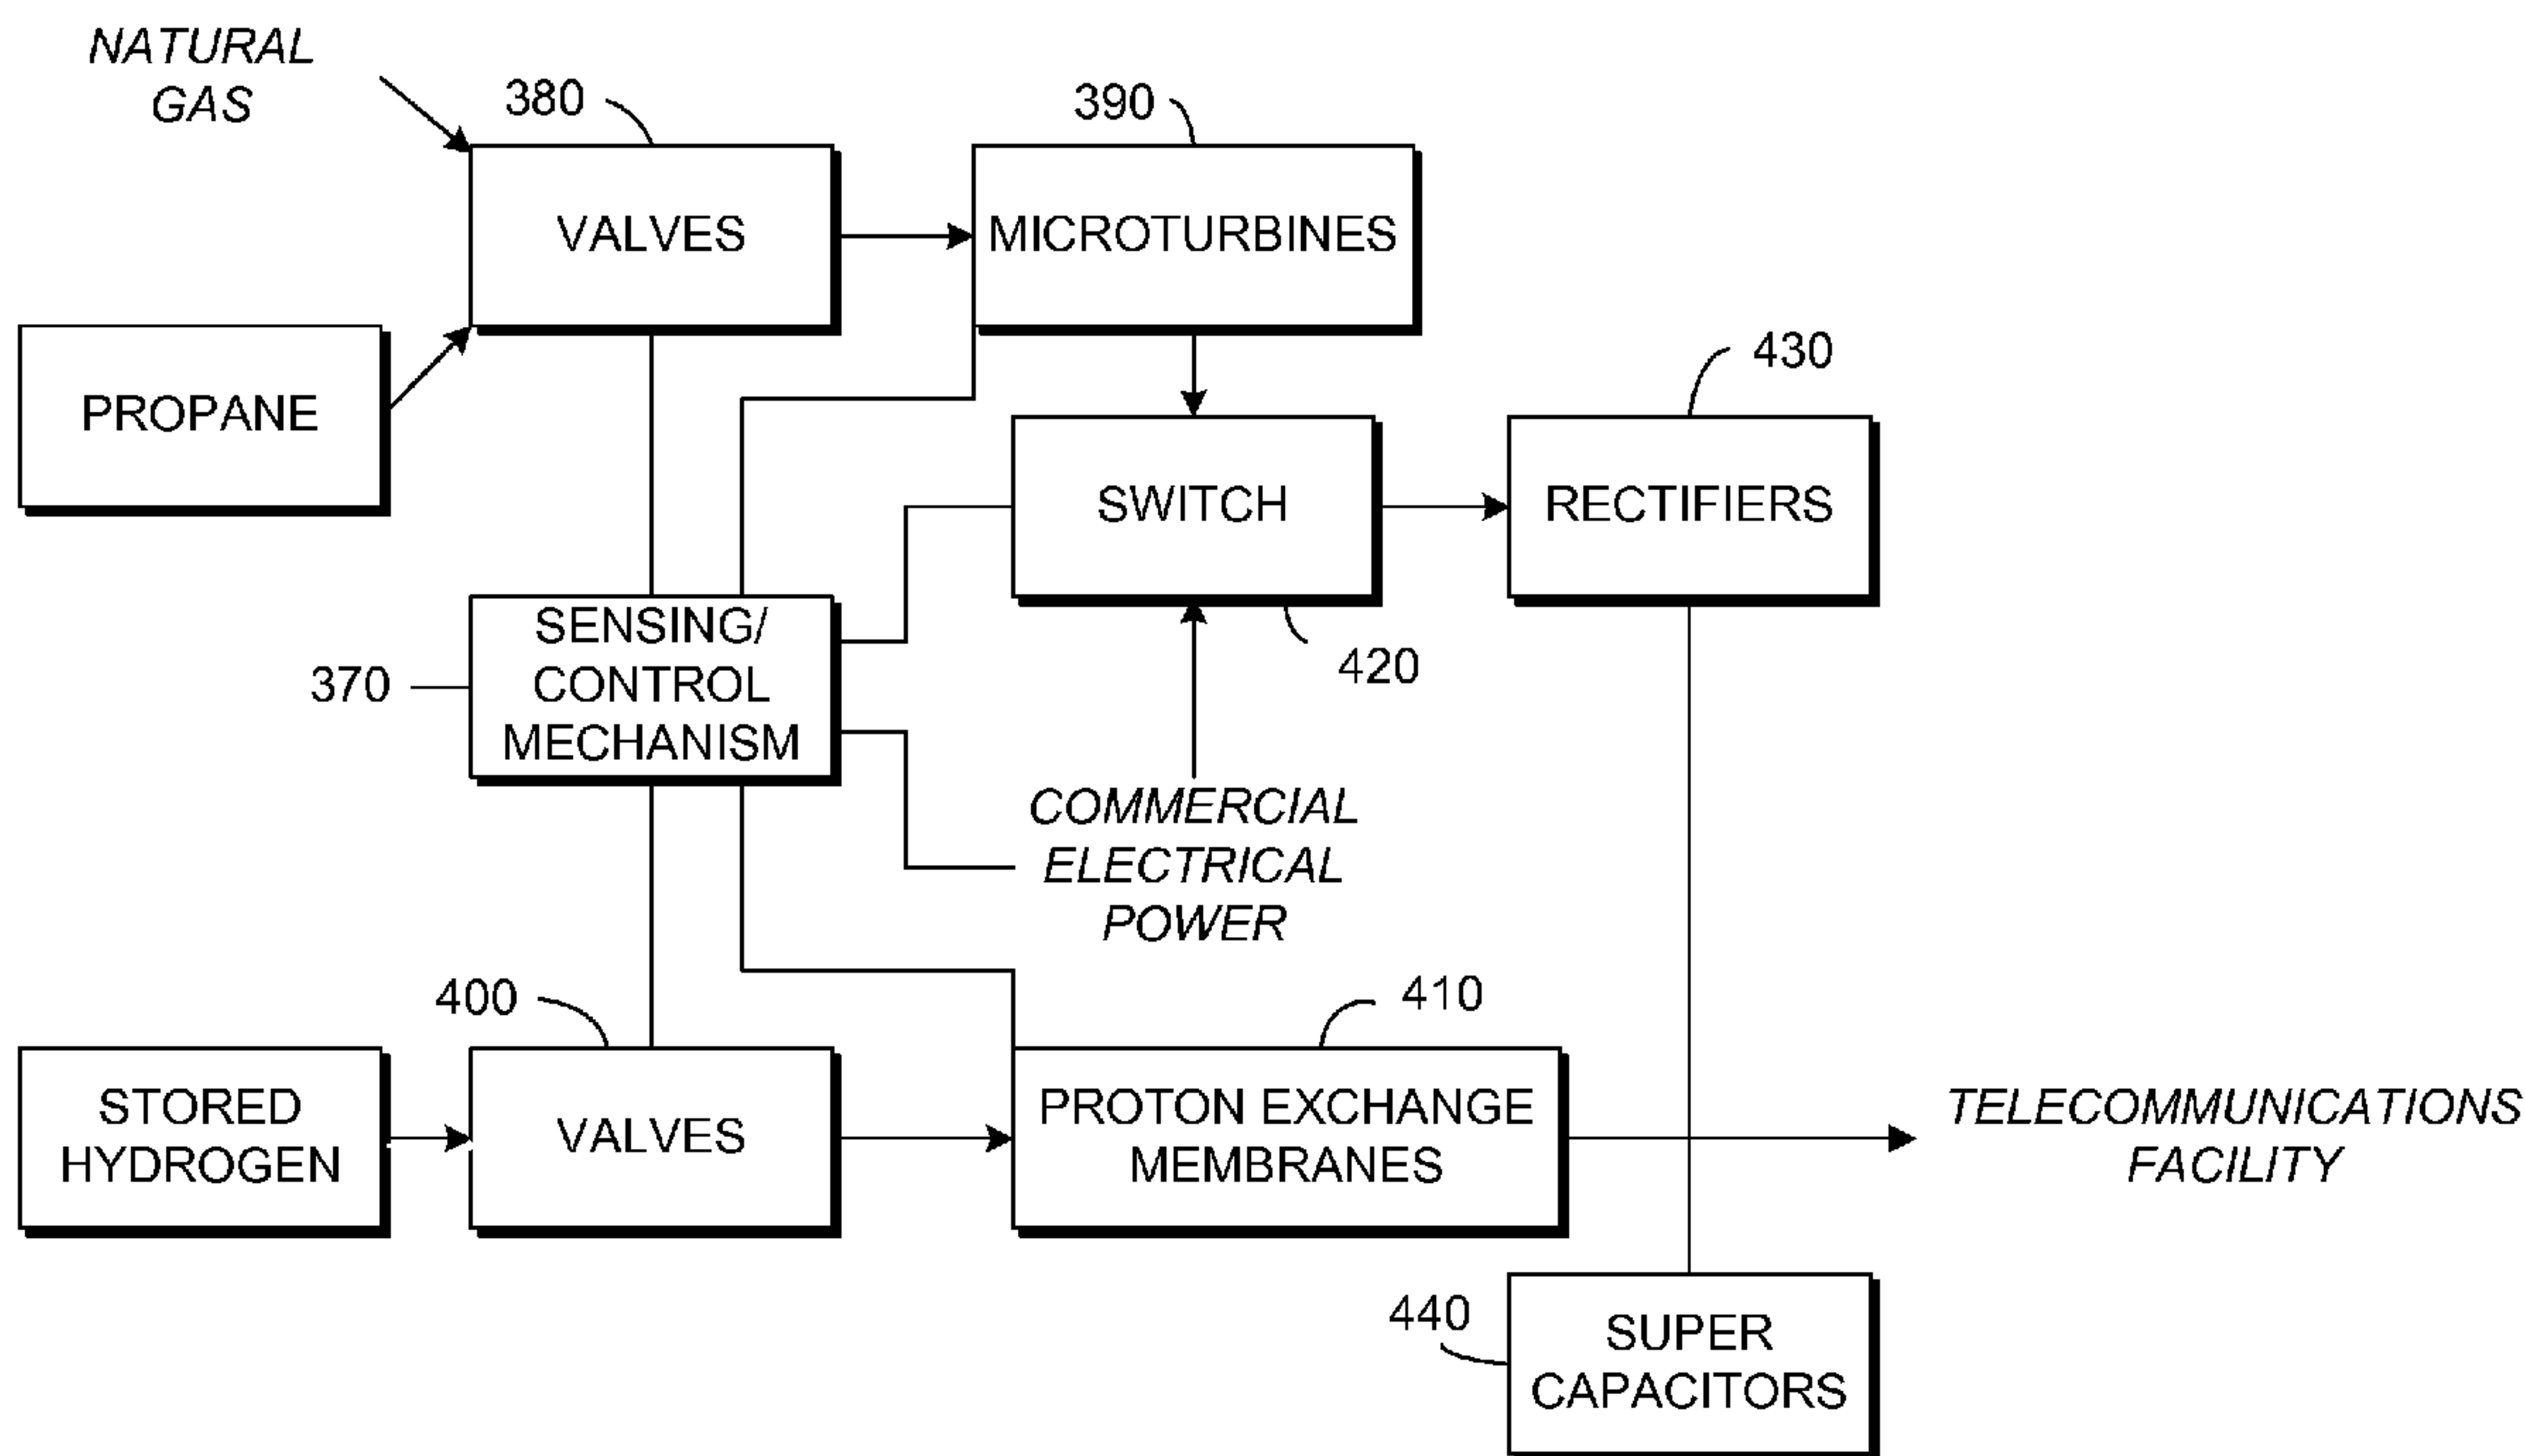 NATURAL
GAS
380
390
VALVES
MICROTURBINES
PROPANE
430
SWITCH
RECTIFIERS
SENSING/
CONTROL
MECHANISM
370
420
COMMERCIAL
ELECTRICAL
POWER
400
410
STORED
HYDROGEN
VALVES
PROTON EXCHANGE
MEMBRANES
TELECOMMUNICATIONS
FACILITY
440
SUPER
CAPACITORS